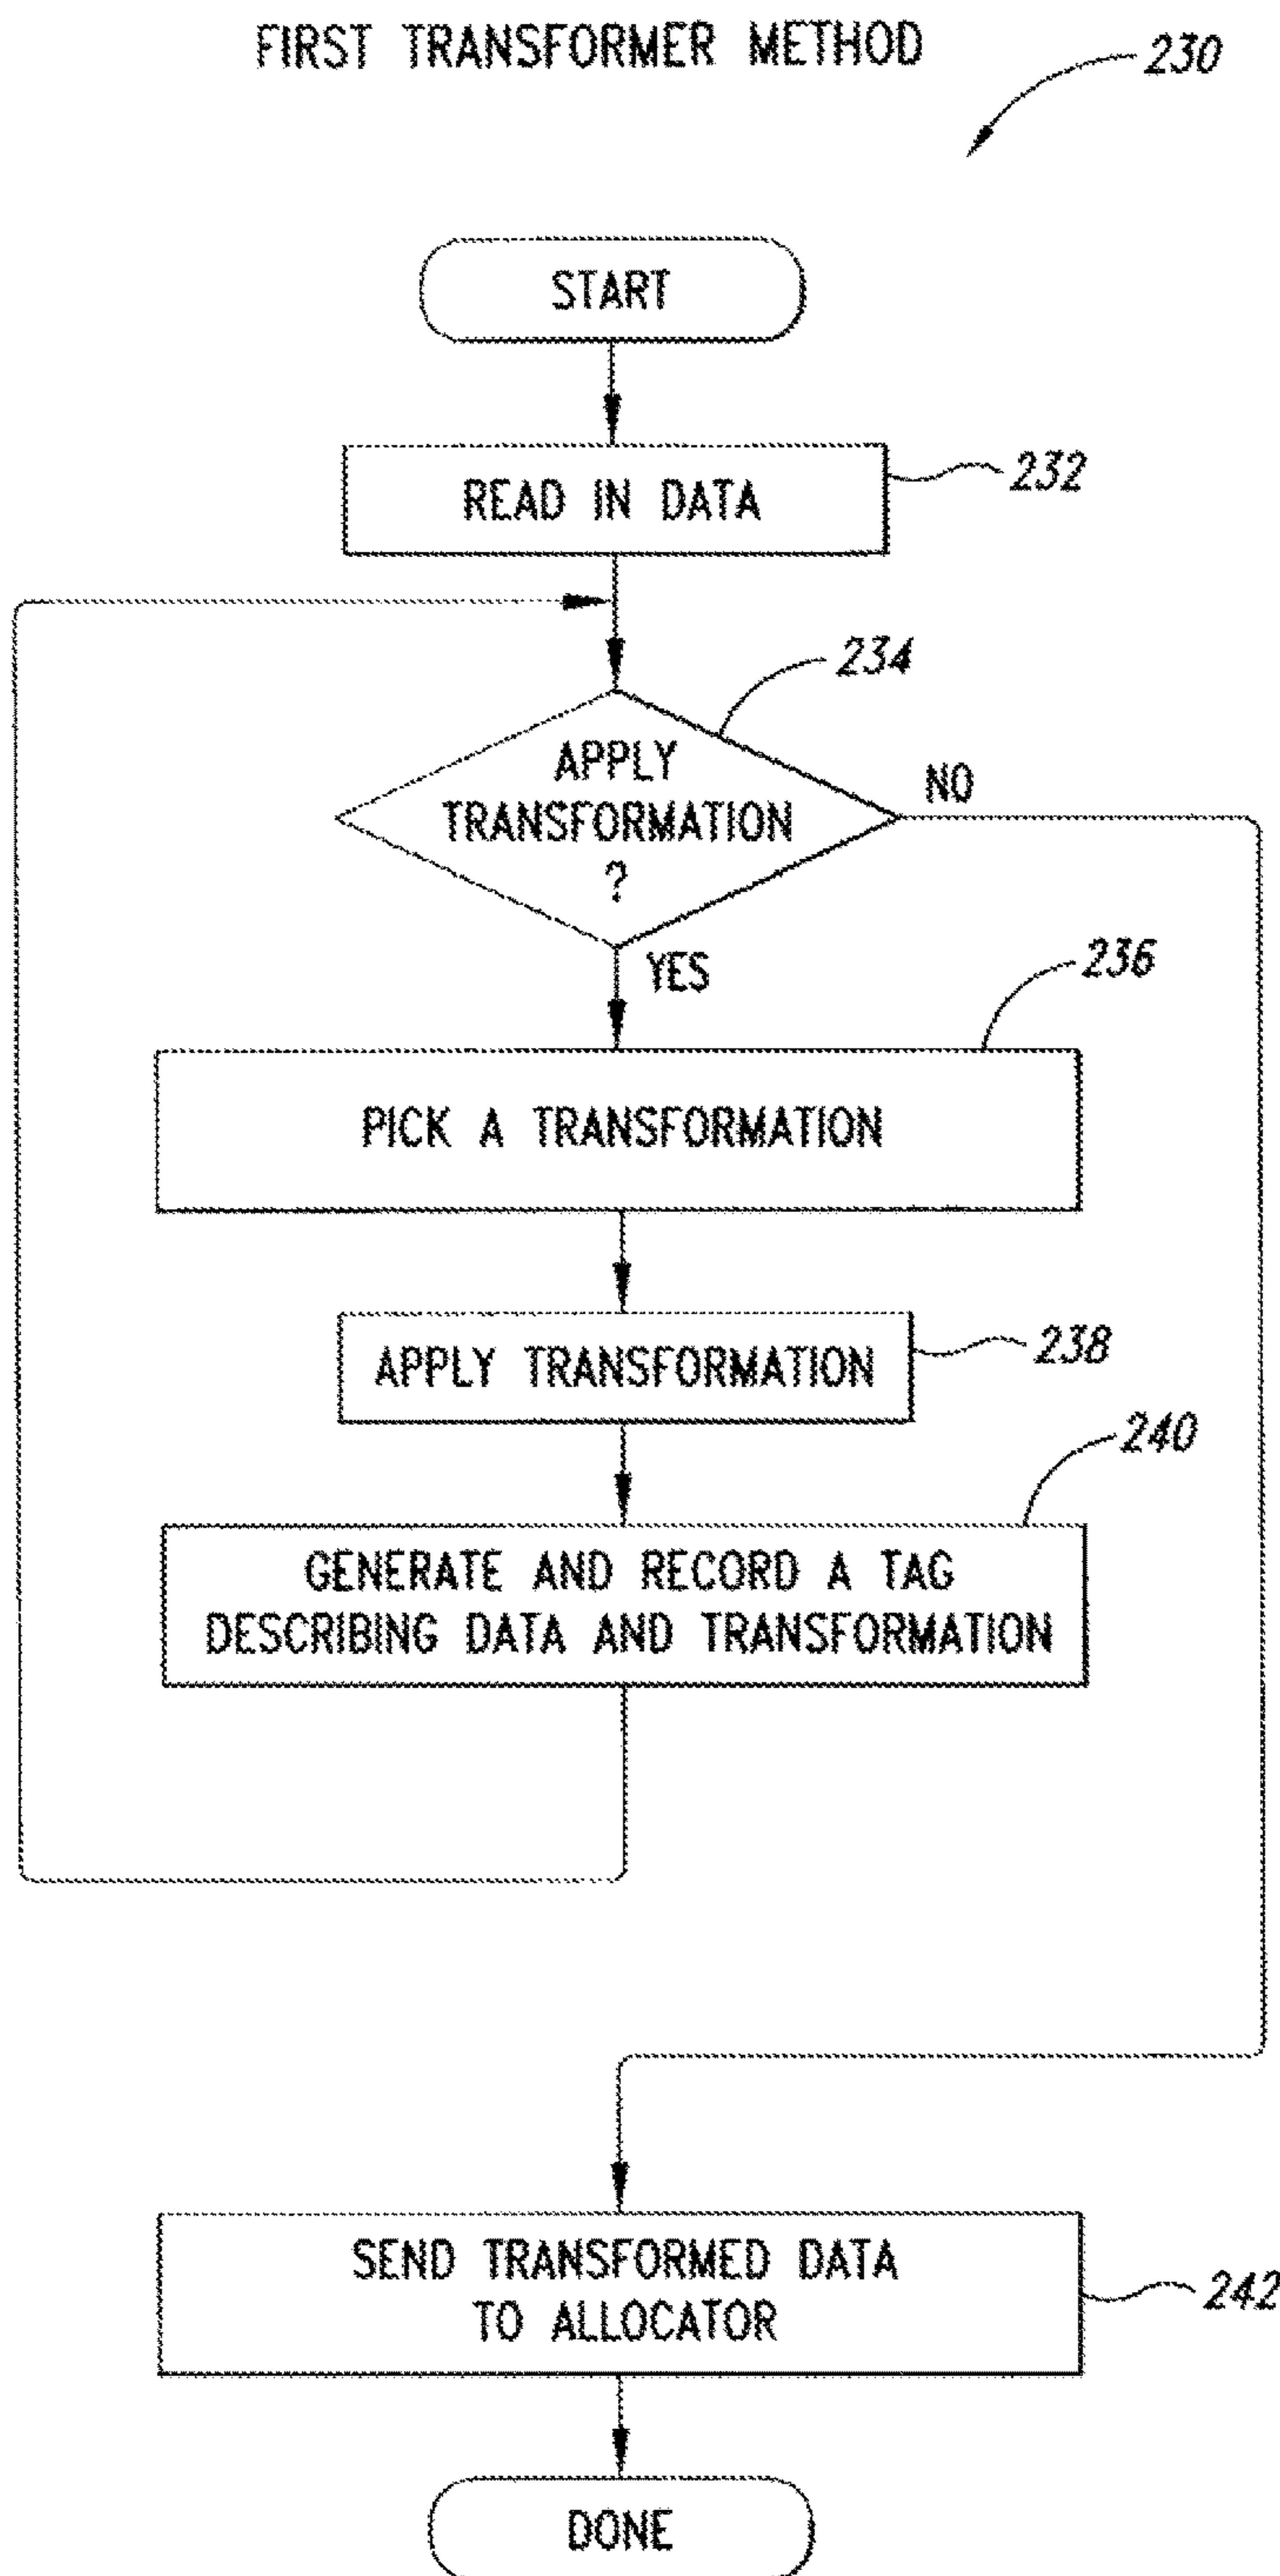 FIRST TRANSFORMER METHOD
230
START
READ IN DATA
232
234
APPLY
TRANSFORMATION
?
NO
YES
236
PICK A TRANSFORMATION
APPLY TRANSFORMATION
238
240
GENERATE AND RECORD A TAG
DESCRIBING DATA AND TRANSFORMATION
SEND TRANSFORMED DATA
TO ALLOCATOR
242
DONE